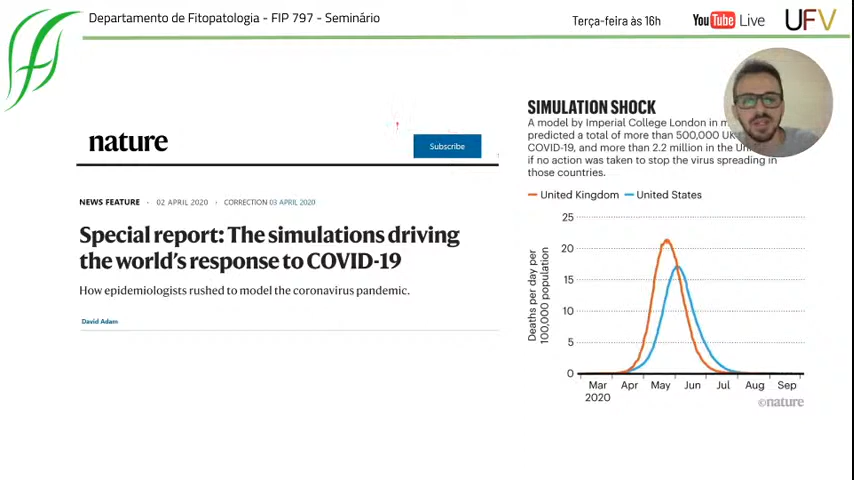 Departamento de Fitopatologia - FIP 797 - Seminário
Terça-feira às 16h
YouTube Live
UFV
nature
Subscribe
NEWS FEATURE · 02 APRIL 2020 · CORRECTION 03 APRIL 2020
Special report: The simulations driving
the world's response to COVID-19
How epidemiologists rushed to model the coronavirus pandemic.
David Adam
SIMULATION SHOCK
A model by Imperial College London in
predicted a total of more than 500,000 UK
COVID-19, and more than 2.2 million in the
if no action was taken to stop the virus spreading in
those countries.
United Kingdom United States
Deaths per day per
100,000 population
25
20
15
10
5
0
Mar Apr May Jun Jul Aug Sep
2020
©nature